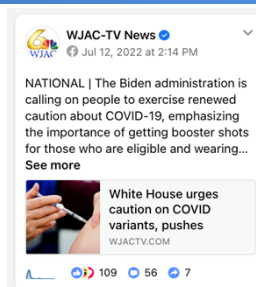 WJAC-TV News
6
WJAC
Jul 12, 2022 at 2:14 PM
NATIONAL | The Biden administration is
calling on people to exercise renewed
caution about COVID-19, emphasizing
the importance of getting booster shots
for those who are eligible and wearing...
See more
White House urges
caution on COVID
variants, pushes
WJACTV.COM
109
56
7